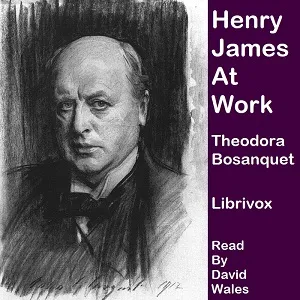 Henry
James
At
Work
Theodora
Bosanquet
Librivox
Read
By
David
Wales